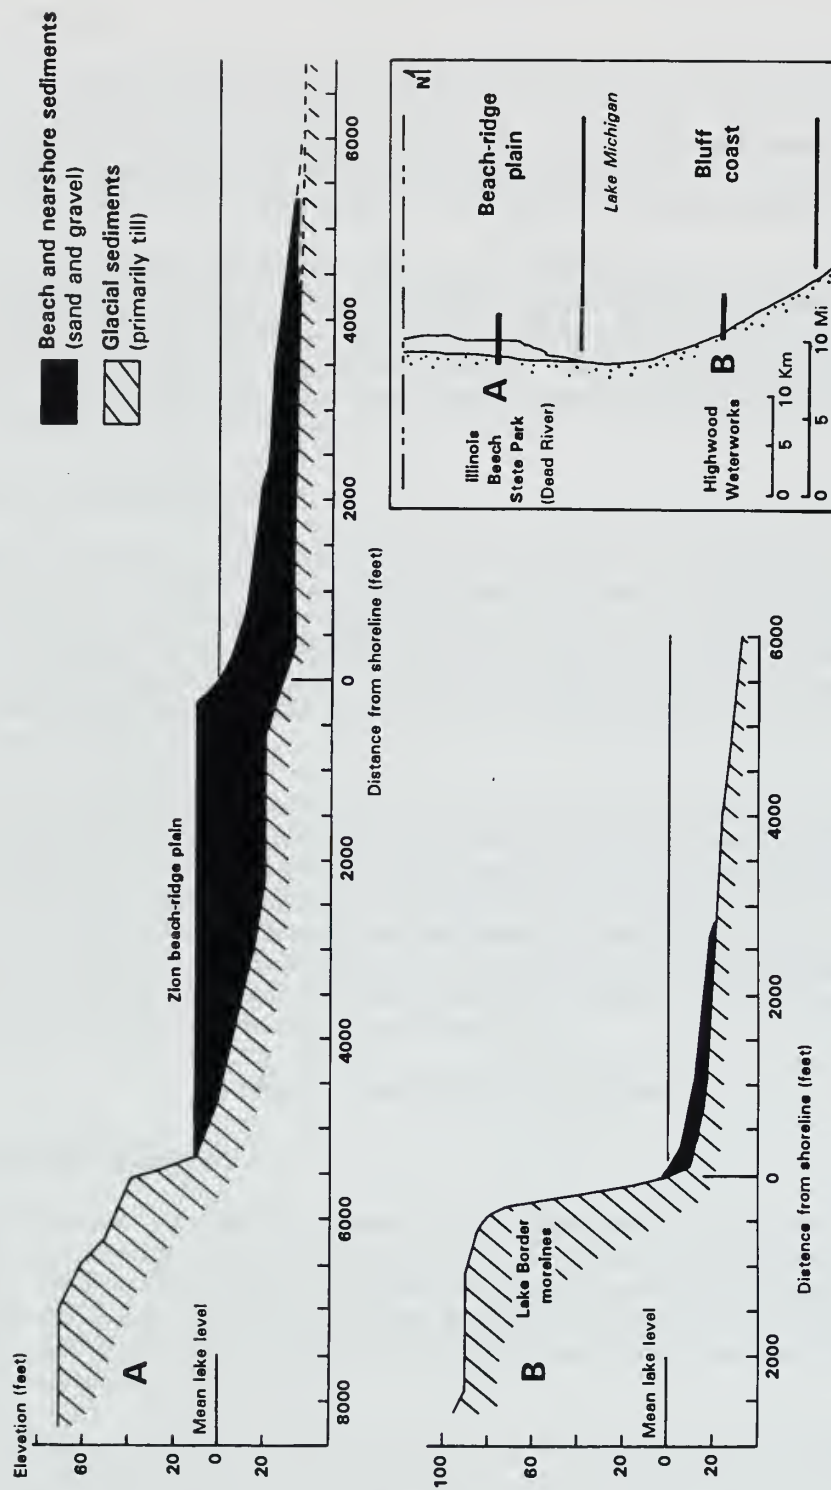 Elevation (feet)
60
20
0
20
A
Mean lake level
Zion beach-ridge plain
8000
6000
4000
2000
0
2000
4000
6000
Distance from shoreline (feet)
Beach and nearshore sediments
(sand and gravel)
Glacial sediments
(primarily till)
100
60
20
0
20
B
Lake Border
moraines
Mean lake level
2000
0
2000
4000
6000
Distance from shoreline (feet)
N
Illinois
Beach
State Park
(Dead River)
A
Beach-ridge
plain
Lake Michigan
Highwood
Waterworks
B
Bluff
coast
0 5 10 Km
0 5 10 Mi